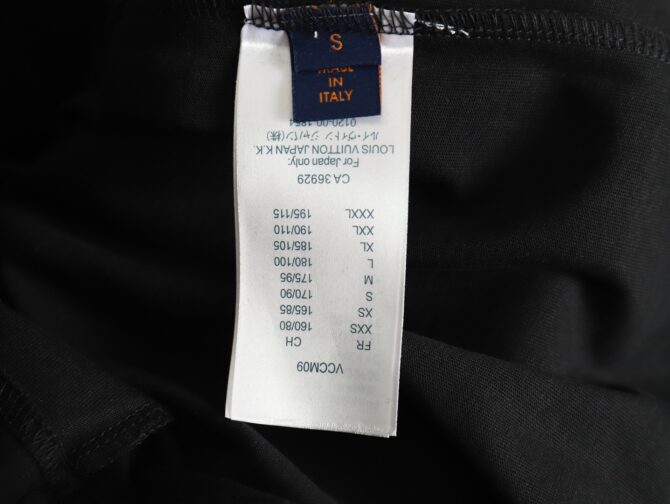 S
MADE
IN
ITALY
VCCM09
FR CH
XXS 160/80
XS 165/85
S 170/90
M 175/95
L 180/100
XL 185/105
XXL 190/110
XXXL 195/115
CA 36929
For Japan only:
LOUIS VUITTON JAPAN K.K.
ルイ・ヴィトン ジャパン(株)
0120-00-1854